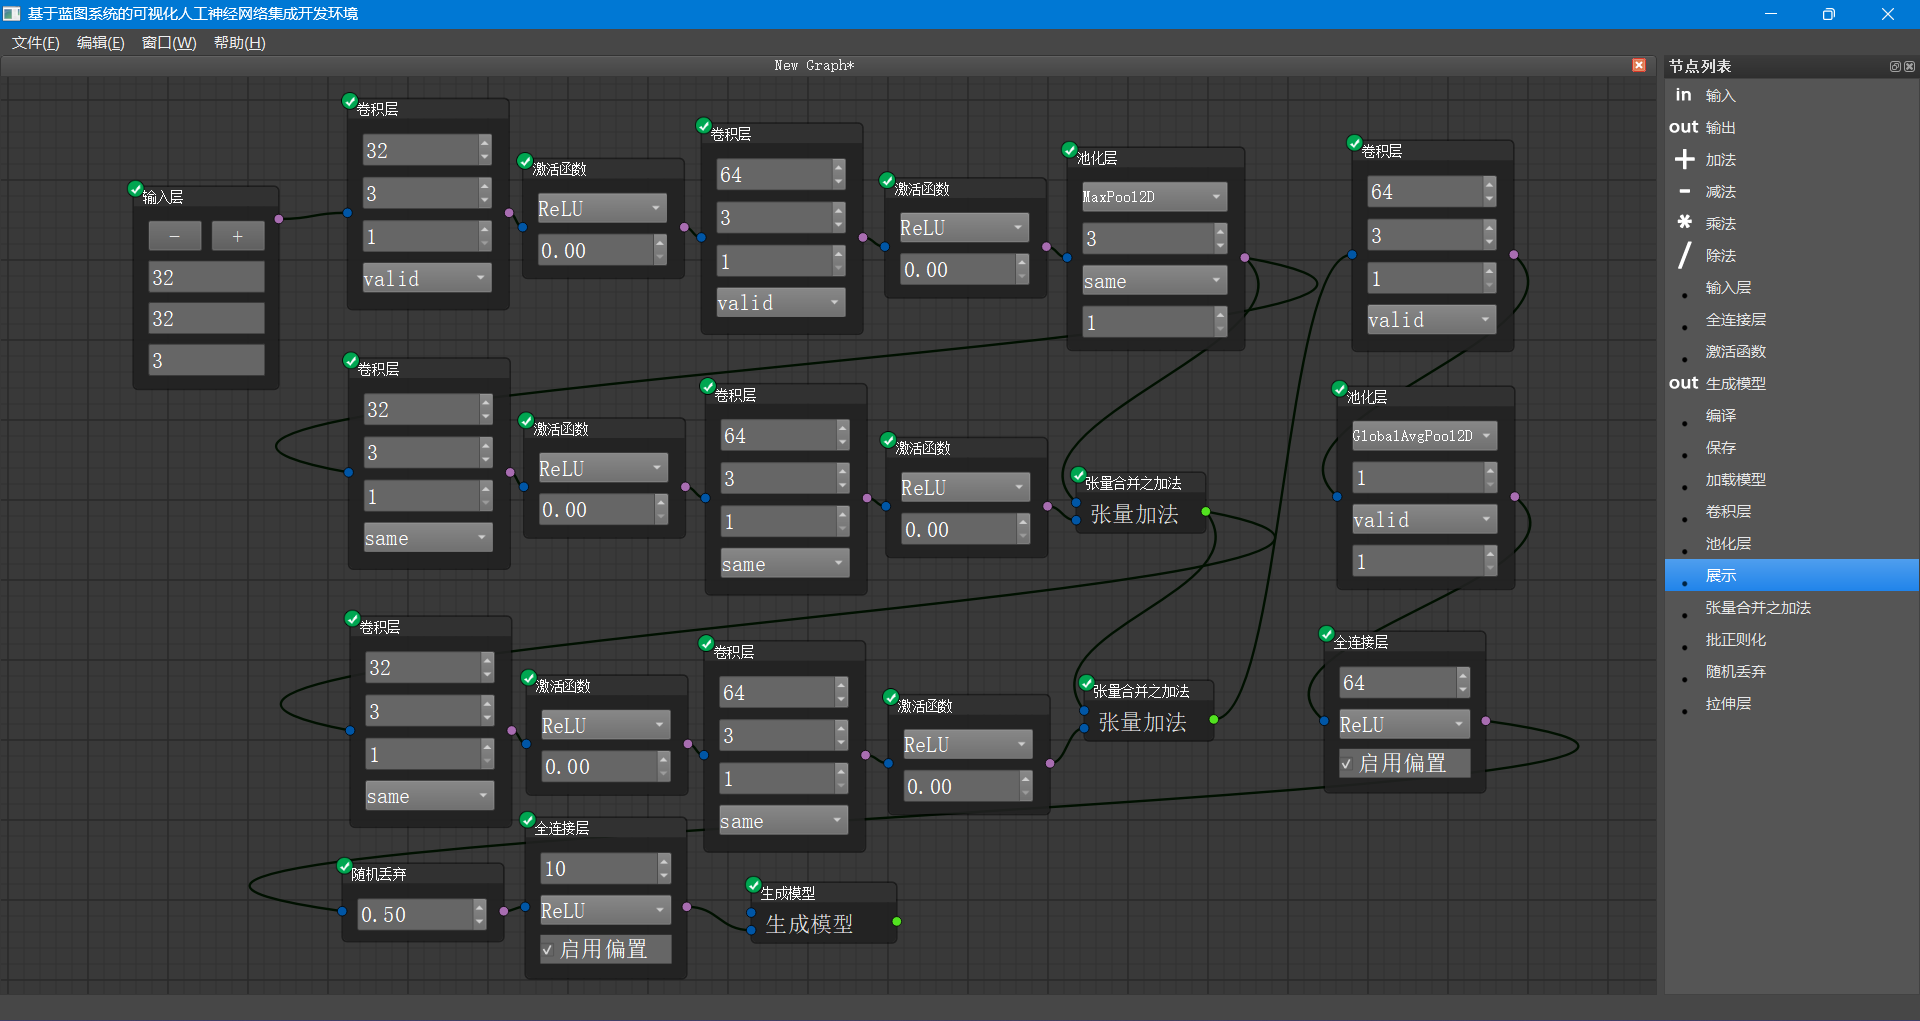 基于蓝图系统的可视化人工神经网络集成开发环境
文件(F) 编辑(E) 窗口(W) 帮助(H)
New Graph*
输入层
－ ＋
32
32
3
卷积层
32
3
1
valid
激活函数
ReLU
0.00
卷积层
64
3
1
valid
激活函数
ReLU
0.00
池化层
MaxPool2D
3
same
1
卷积层
64
3
1
valid
卷积层
32
3
1
same
激活函数
ReLU
0.00
卷积层
64
3
1
same
激活函数
ReLU
0.00
张量合并之加法
张量加法
池化层
GlobalAvgPool2D
1
valid
1
卷积层
32
3
1
same
激活函数
ReLU
0.00
卷积层
64
3
1
same
激活函数
ReLU
0.00
张量合并之加法
张量加法
全连接层
64
ReLU
启用偏置
随机丢弃
0.50
全连接层
10
ReLU
启用偏置
生成模型
生成模型
节点列表
in 输入
out 输出
+ 加法
- 减法
* 乘法
/ 除法
输入层
全连接层
激活函数
out 生成模型
编译
保存
加载模型
卷积层
池化层
展示
张量合并之加法
批正则化
随机丢弃
拉伸层